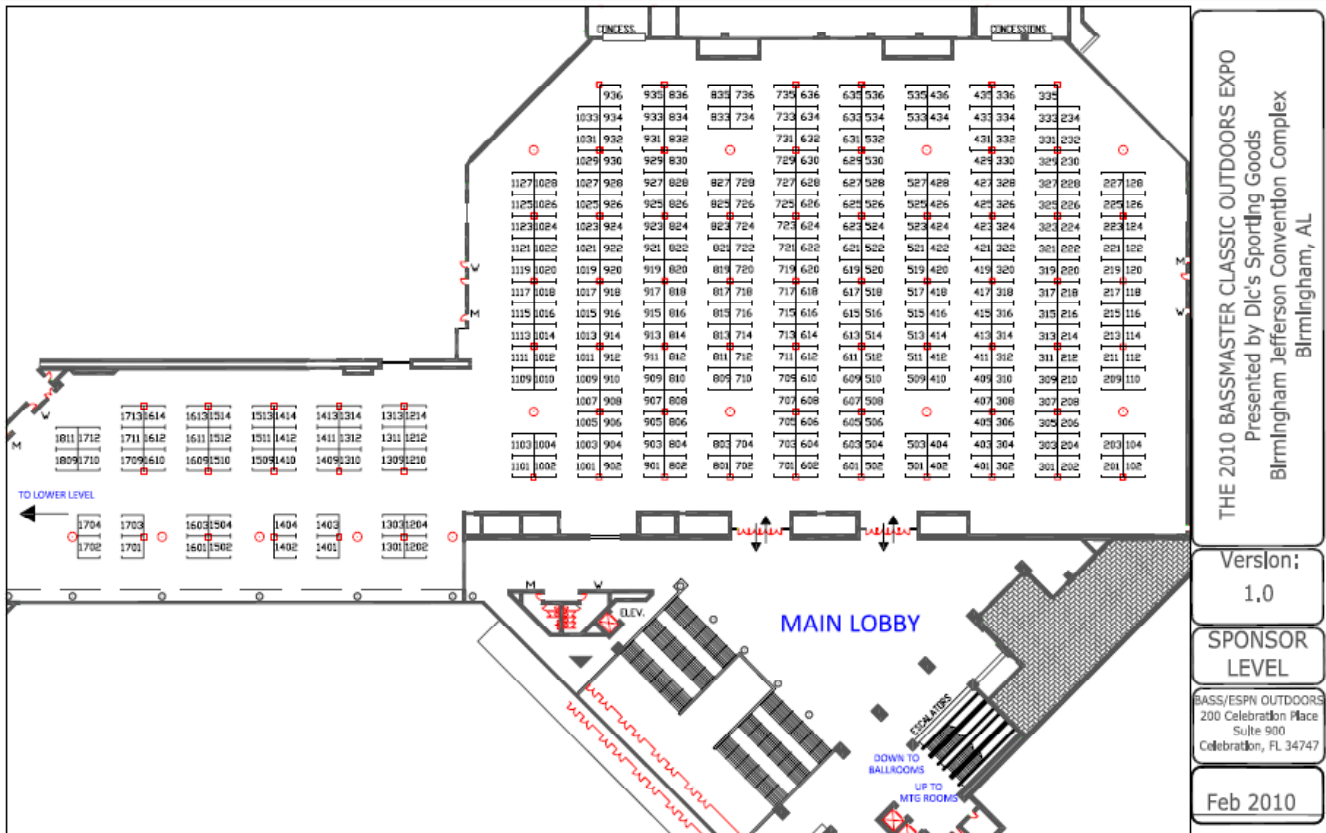 CONCESS.
CONCESSIONS
936 935 836 835 736 735 636 635 536 535 436 435 336 335
1033 934 933 834 833 734 733 634 633 534 533 434 433 334 333 234
1031 932 931 832 731 632 631 532 431 332 331 232
1029 930 929 830 729 630 629 530 429 330 329 230
1127 1028 1027 928 927 828 827 728 727 628 627 528 527 428 427 328 327 228 227 128
1125 1026 1025 926 925 826 825 726 725 626 625 526 525 426 425 326 325 226 225 126
1123 1024 1023 924 923 824 823 724 723 624 623 524 523 424 423 324 323 224 223 124
1121 1022 1021 922 921 822 821 722 721 622 621 522 521 422 421 322 321 222 221 122
1119 1020 1019 920 919 820 819 720 719 620 619 520 519 420 419 320 319 220 219 120
1117 1018 1017 918 917 818 817 718 717 618 617 518 517 418 417 318 317 218 217 118
1115 1016 1015 916 915 816 815 716 715 616 615 516 515 416 415 316 315 216 215 116
1113 1014 1013 914 913 814 813 714 713 614 613 514 513 414 413 314 313 214 213 114
1111 1012 1011 912 911 812 811 712 711 612 611 512 511 412 411 312 311 212 211 112
1109 1010 1009 910 909 810 809 710 709 610 609 510 509 410 409 310 309 210 209 110
1007 908 907 808 707 608 607 508 407 308 307 208
1005 906 905 806 705 606 605 506 405 306 305 206
1103 1004 1003 904 903 804 803 704 703 604 603 504 503 404 403 304 303 204 203 104
1101 1002 1001 902 901 802 801 702 701 602 601 502 501 402 401 302 301 202 201 102
W
M
M
W
W
M
1713 1614 1613 1514 1513 1414 1413 1314 1313 1214
1811 1712 1711 1612 1611 1512 1511 1412 1411 1312 1311 1212
1809 1710 1709 1610 1609 1510 1509 1410 1409 1310 1309 1210
TO LOWER LEVEL
1704 1703 1603 1504 1404 1403 1303 1204
1702 1701 1601 1502 1402 1401 1301 1202
M
W
ELEV.
MAIN LOBBY
ESCALATORS
DOWN TO
BALLROOMS
UP TO
MTG ROOMS
THE 2010 BASSMASTER CLASSIC OUTDOORS EXPO
Presented by Dic's Sporting Goods
Birmingham Jefferson Convention Complex
Birmingham, AL
Version:
1.0
SPONSOR
LEVEL
BASS/ESPN OUTDOORS
200 Celebration Place
Suite 900
Celebration, FL 34747
Feb 2010